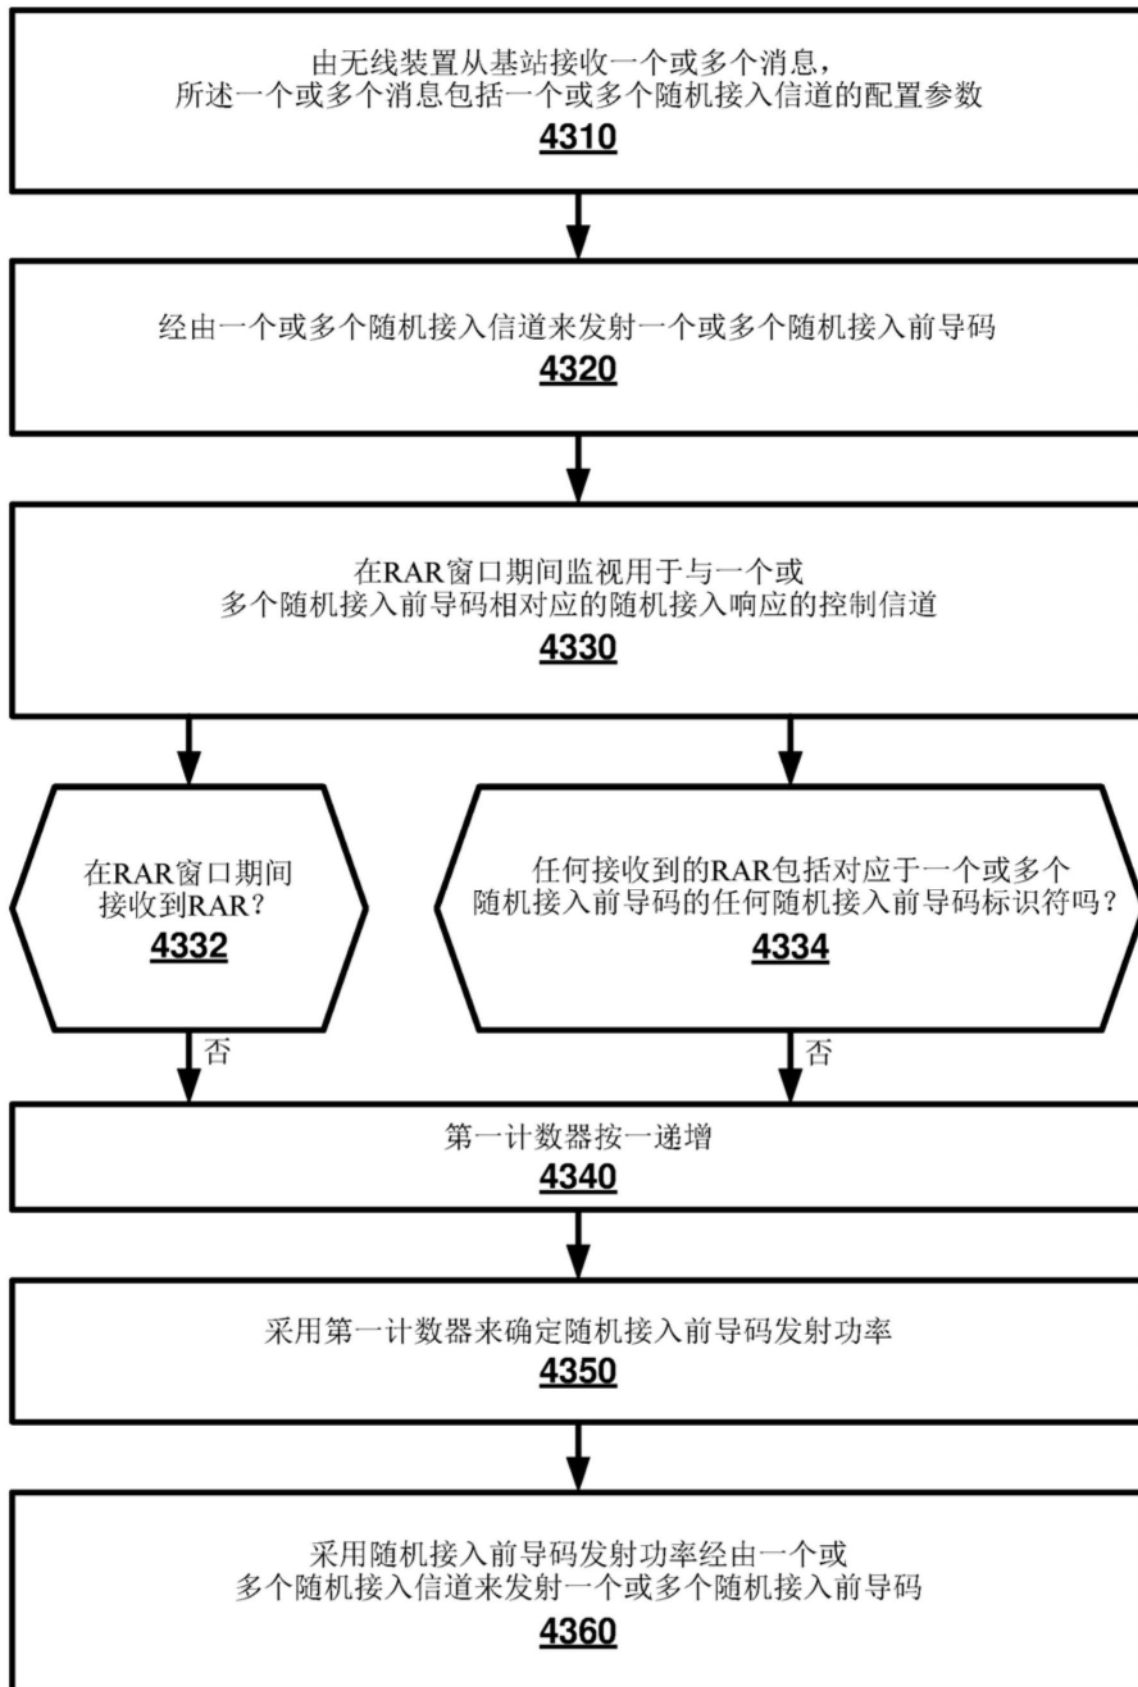 由无线装置从基站接收一个或多个消息，
所述一个或多个消息包括一个或多个随机接入信道的配置参数
4310
经由一个或多个随机接入信道来发射一个或多个随机接入前导码
4320
在RAR窗口期间监视用于与一个或
多个随机接入前导码相对应的随机接入响应的控制信道
4330
在RAR窗口期间
接收到RAR？
4332
任何接收到的RAR包括对应于一个或多个
随机接入前导码的任何随机接入前导码标识符吗？
4334
否
否
第一计数器按一递增
4340
采用第一计数器来确定随机接入前导码发射功率
4350
采用随机接入前导码发射功率经由一个或
多个随机接入信道来发射一个或多个随机接入前导码
4360